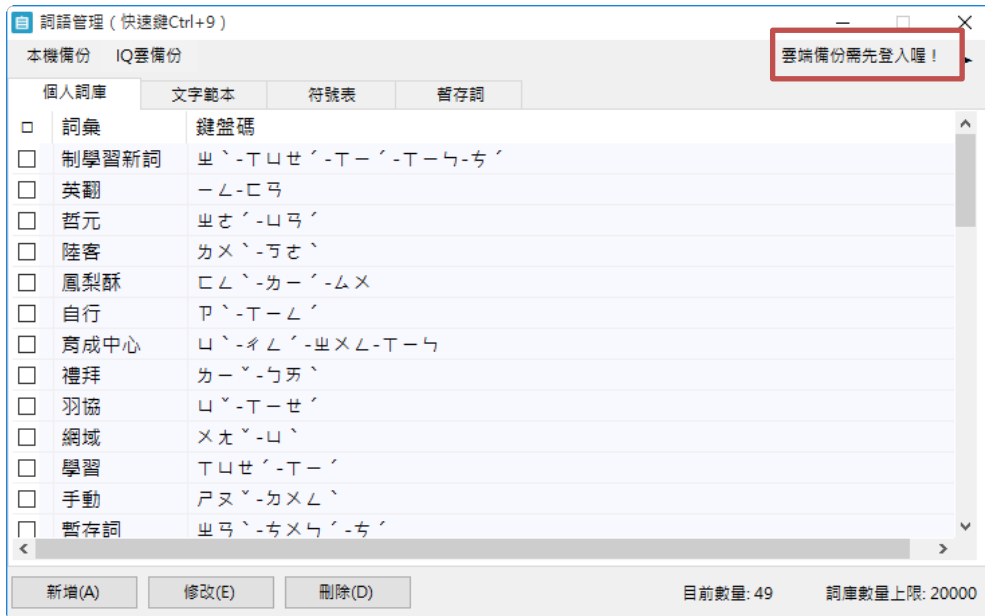 自 詞語管理（快速鍵Ctrl+9）
本機備份 IQ雲備份 雲端備份需先登入喔！
個人詞庫 文字範本 符號表 暫存詞
詞彙 鍵盤碼
制學習新詞 ㄓˋ-ㄒㄩㄝˊ-ㄒㄧˊ-ㄒㄧㄣ-ㄘˊ
英翻 ㄧㄥ-ㄈㄢ
哲元 ㄓㄜˊ-ㄩㄢˊ
陸客 ㄌㄨˋ-ㄎㄜˋ
鳳梨酥 ㄈㄥˋ-ㄌㄧˊ-ㄙㄨ
自行 ㄗˋ-ㄒㄧㄥˊ
育成中心 ㄩˋ-ㄔㄥˊ-ㄓㄨㄥ-ㄒㄧㄣ
禮拜 ㄌㄧˇ-ㄅㄞˋ
羽協 ㄩˇ-ㄒㄧㄝˊ
網域 ㄨㄤˇ-ㄩˋ
學習 ㄒㄩㄝˊ-ㄒㄧˊ
手動 ㄕㄡˇ-ㄉㄨㄥˋ
暫存詞 ㄓㄢˋ-ㄘㄨㄣˊ-ㄘˊ
新增(A) 修改(E) 刪除(D) 目前數量: 49 詞庫數量上限: 20000